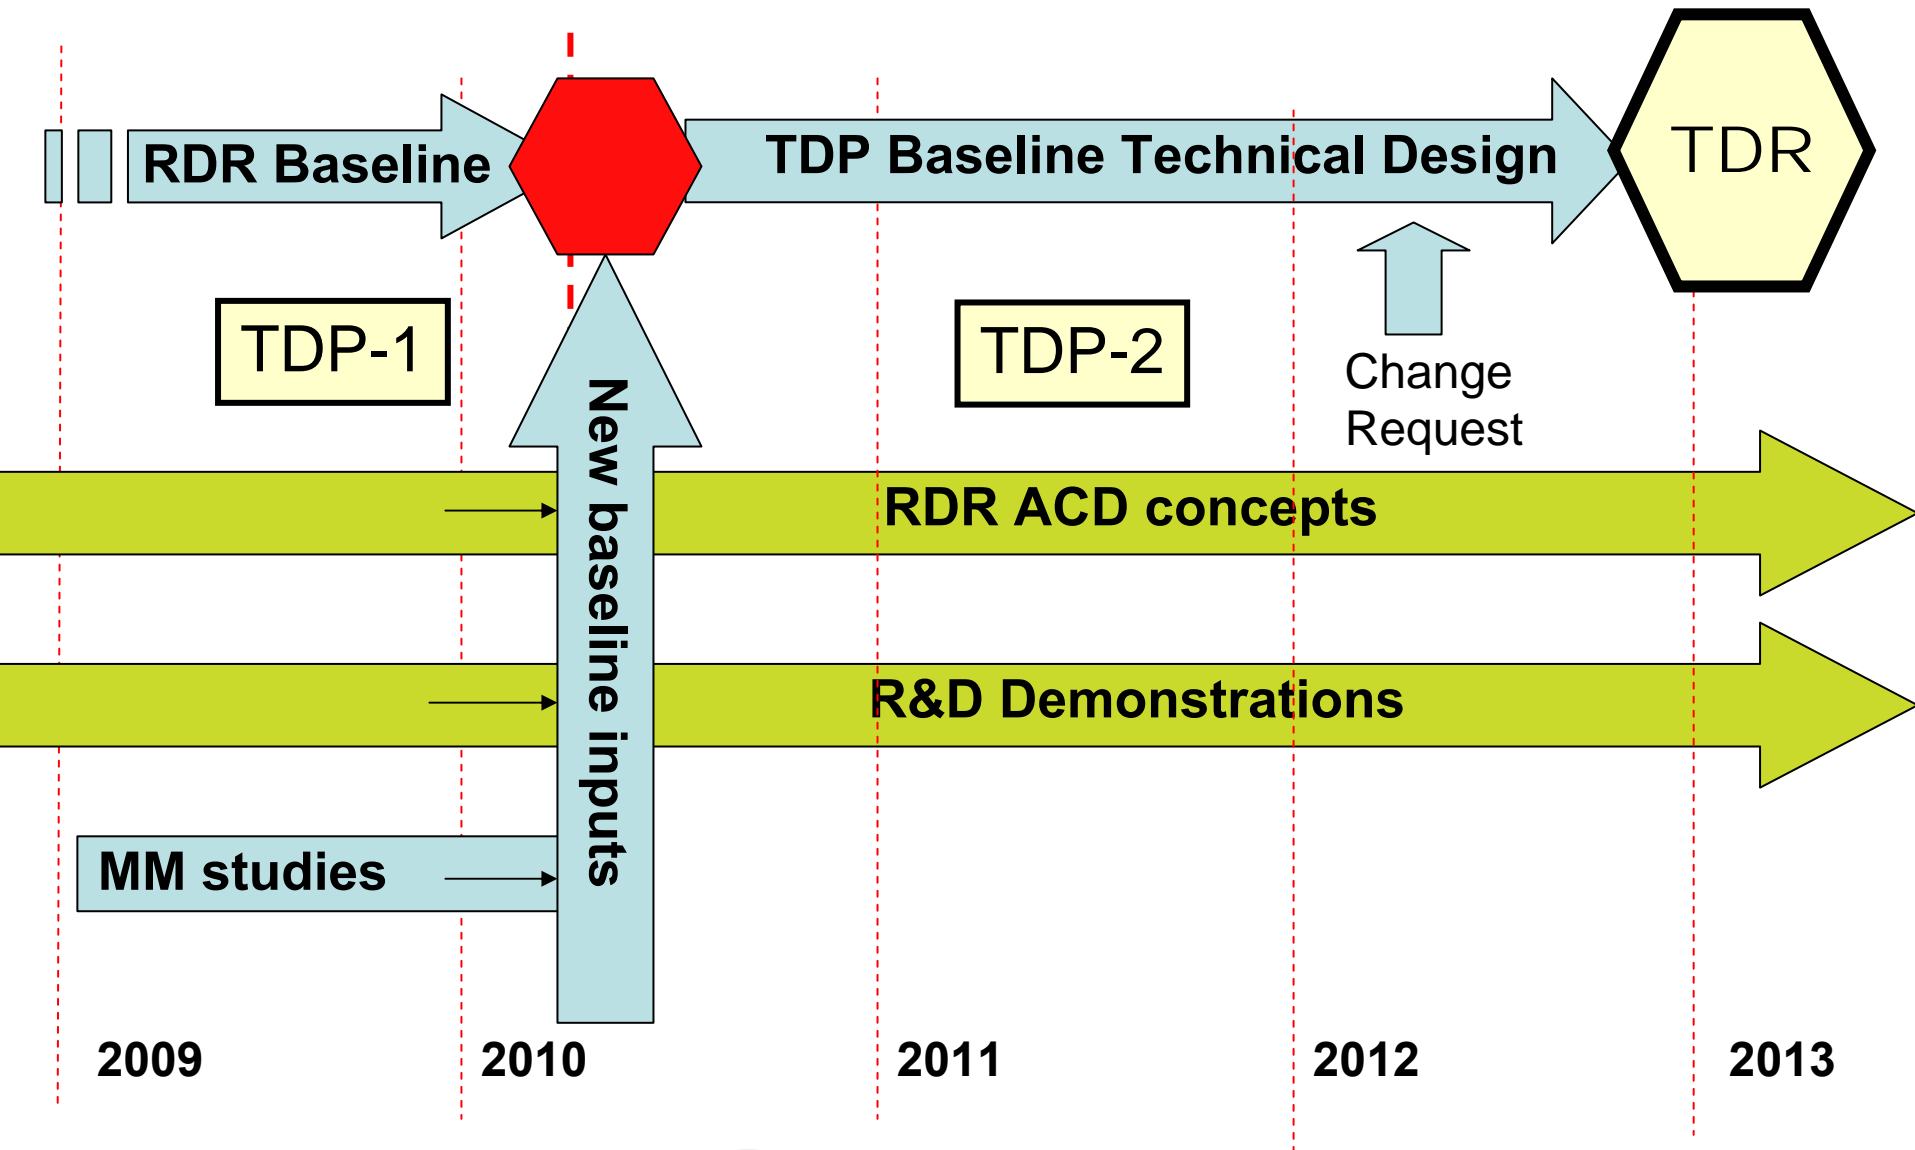 RDR Baseline
TDP Baseline Technical Design
TDR
TDP-1
TDP-2
Change
Request
New baseline inputs
RDR ACD concepts
R&D Demonstrations
MM studies
2009
2010
2011
2012
2013